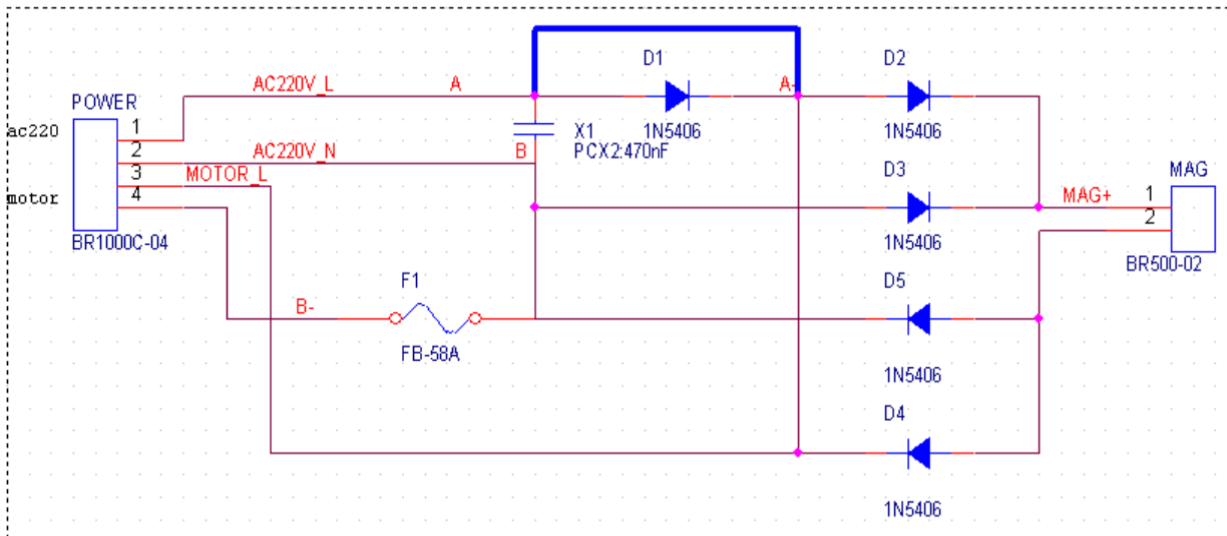 D1
D2
AC220V_L
A
A-
POWER
ac220
1
X1
1N5406
1N5406
PCX2:470nF
2
AC220V_N
B
3
MOTOR_L
D3
MAG
motor
4
MAG+
1
2
BR1000C-04
1N5406
BR500-02
F1
D5
B-
FB-58A
1N5406
D4
1N5406